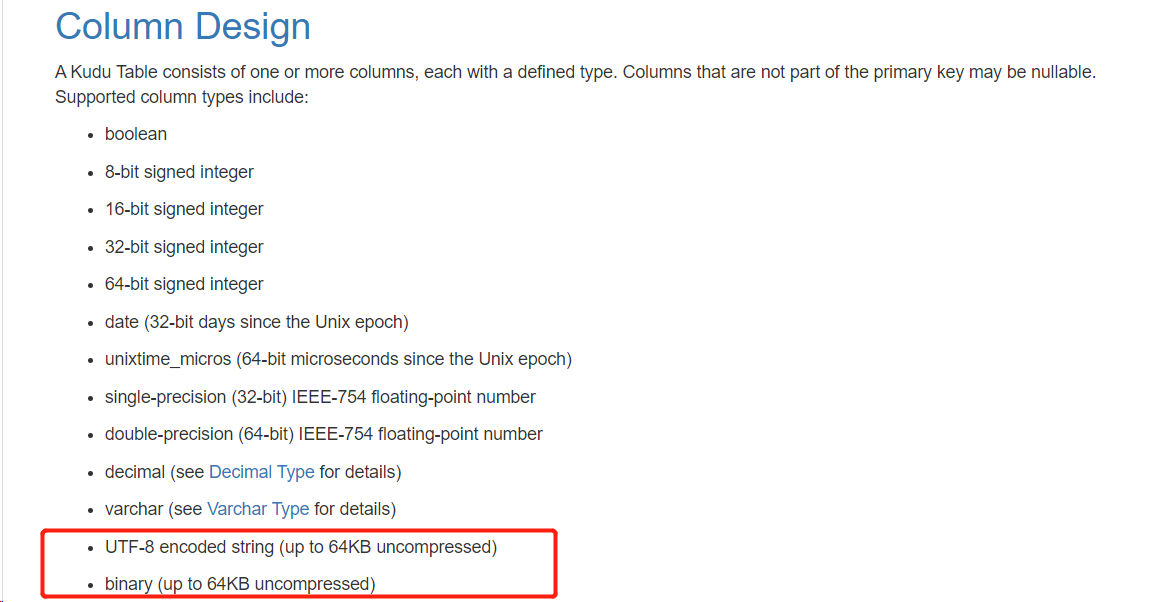 Column Design
A Kudu Table consists of one or more columns, each with a defined type. Columns that are not part of the primary key may be nullable.
Supported column types include:
• boolean
• 8-bit signed integer
• 16-bit signed integer
• 32-bit signed integer
• 64-bit signed integer
• date (32-bit days since the Unix epoch)
• unixtime_micros (64-bit microseconds since the Unix epoch)
• single-precision (32-bit) IEEE-754 floating-point number
• double-precision (64-bit) IEEE-754 floating-point number
• decimal (see Decimal Type for details)
• varchar (see Varchar Type for details)
• UTF-8 encoded string (up to 64KB uncompressed)
• binary (up to 64KB uncompressed)